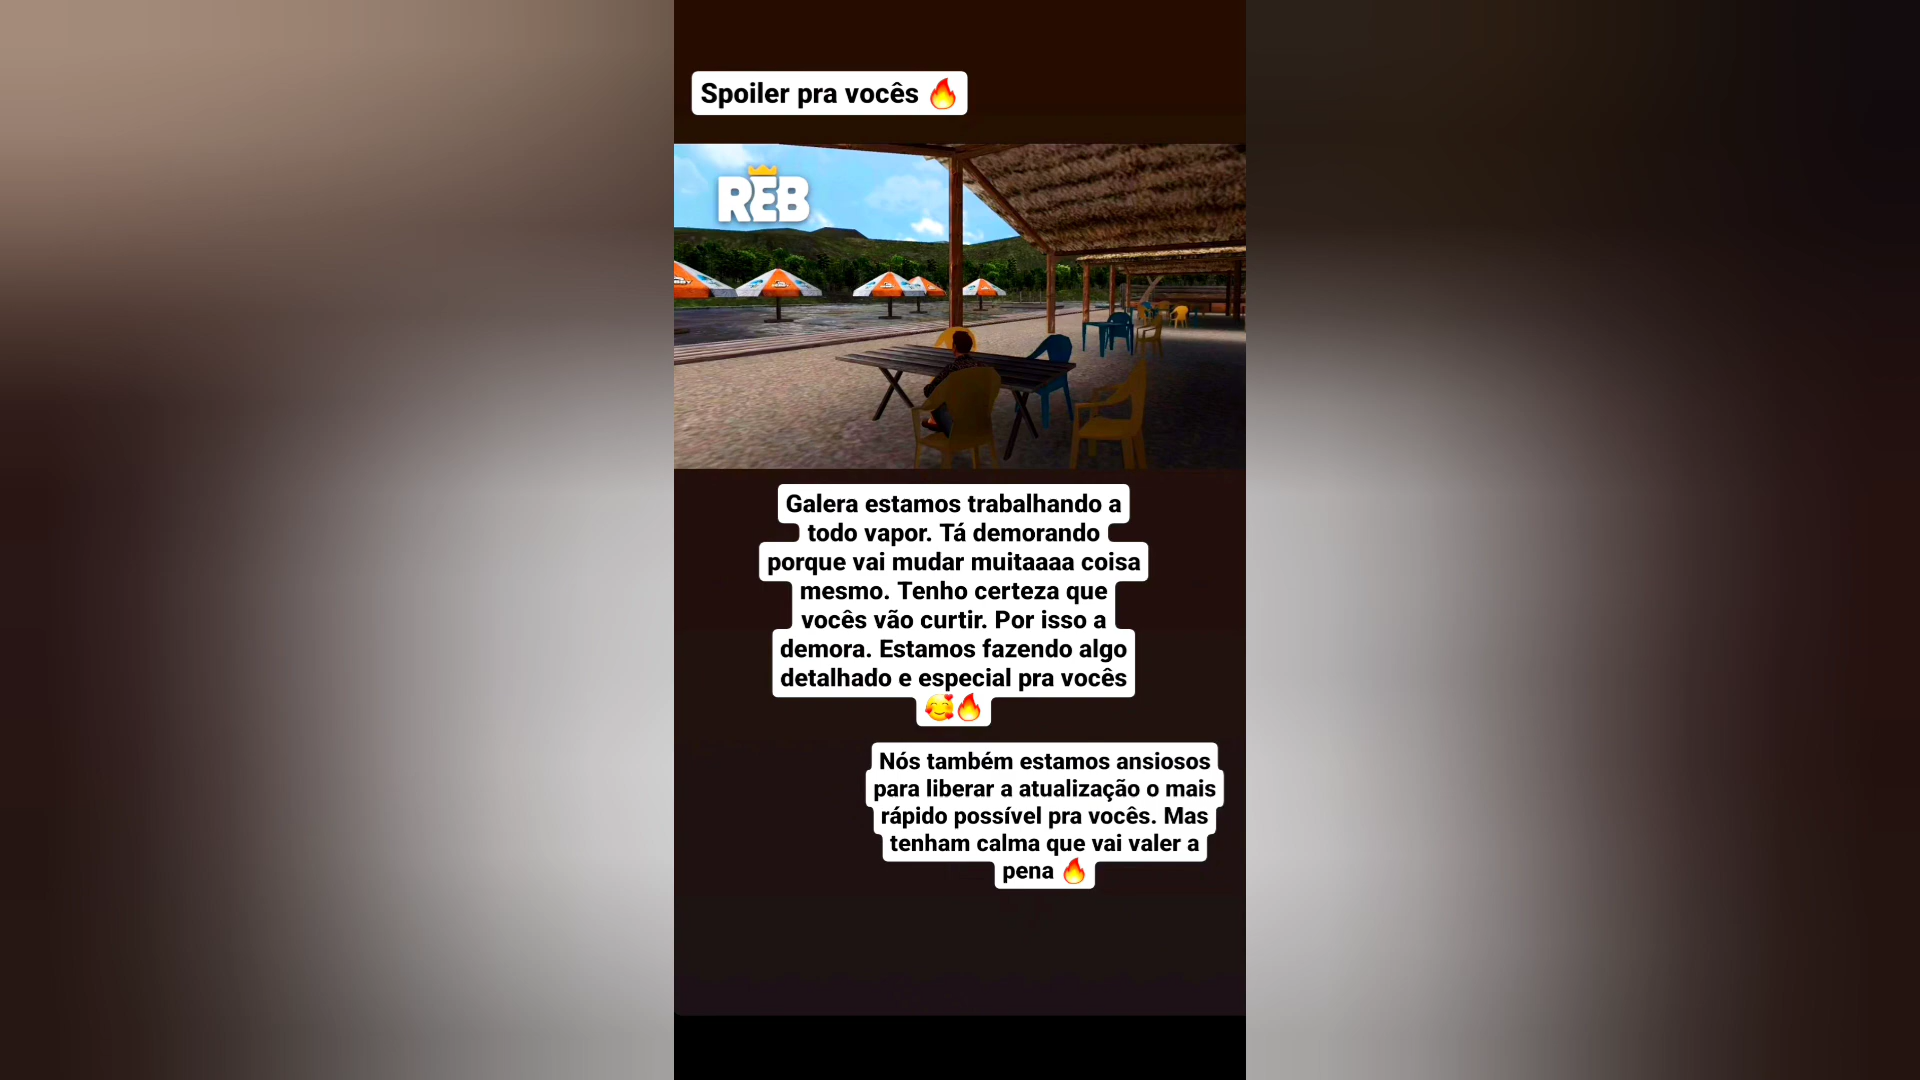 Spoiler pra vocês 🔥
REB
Galera estamos trabalhando a
todo vapor. Tá demorando
porque vai mudar muitaaaa coisa
mesmo. Tenho certeza que
vocês vão curtir. Por isso a
demora. Estamos fazendo algo
detalhado e especial pra vocês
🥰🔥
Nós também estamos ansiosos
para liberar a atualização o mais
rápido possível pra vocês. Mas
tenham calma que vai valer a
pena 🔥